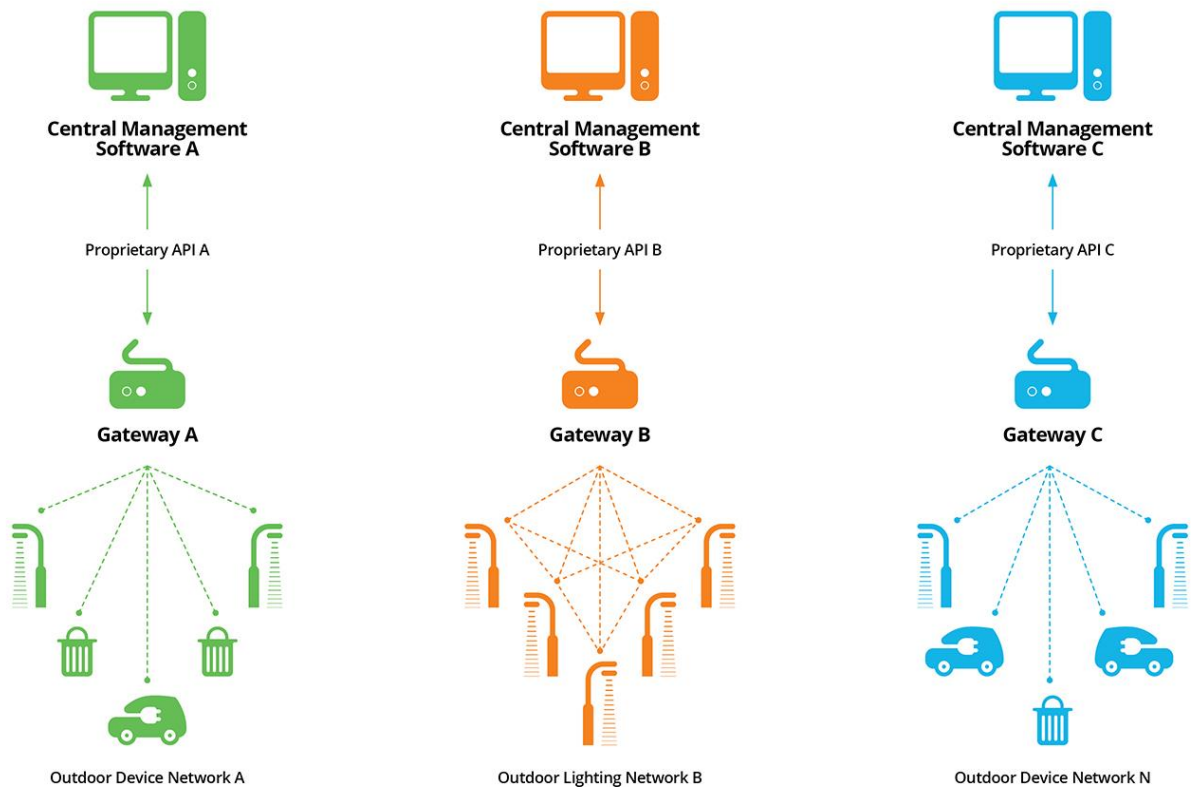 Central Management
Software A
Central Management
Software B
Central Management
Software C
Proprietary API A
Proprietary API B
Proprietary API C
Gateway A
Gateway B
Gateway C
Outdoor Device Network A
Outdoor Lighting Network B
Outdoor Device Network N